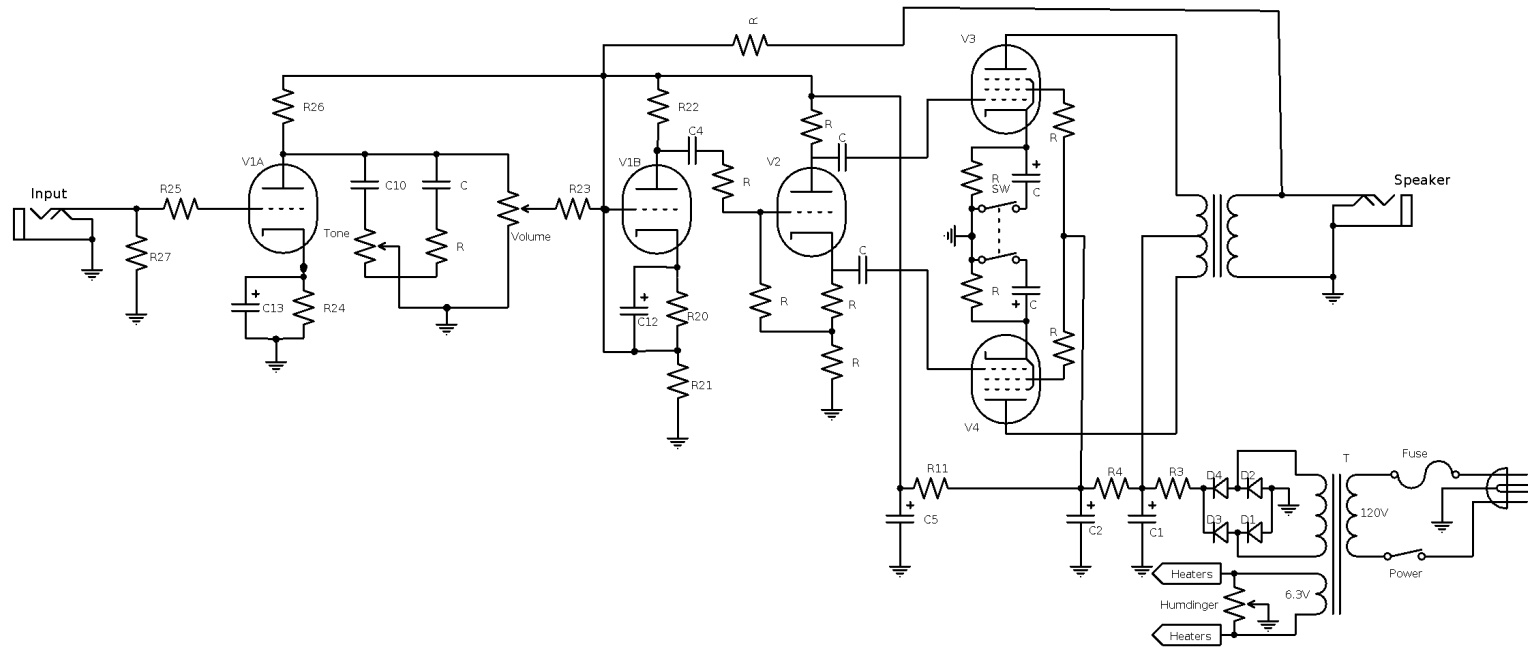 R
V3
R26
R22
R
R
C4
C
V1A
V1B
V2
Input
R25
C10
C
R23
R
R
SW
C
Speaker
Tone
R
Volume
R27
C
C13
R24
C12
R20
R
R
R
C
R
R
R21
V4
R11
R4
R3
D4
D2
T
Fuse
C5
C2
C1
D3
D1
120V
Heaters
Power
Humdinger
6.3V
Heaters